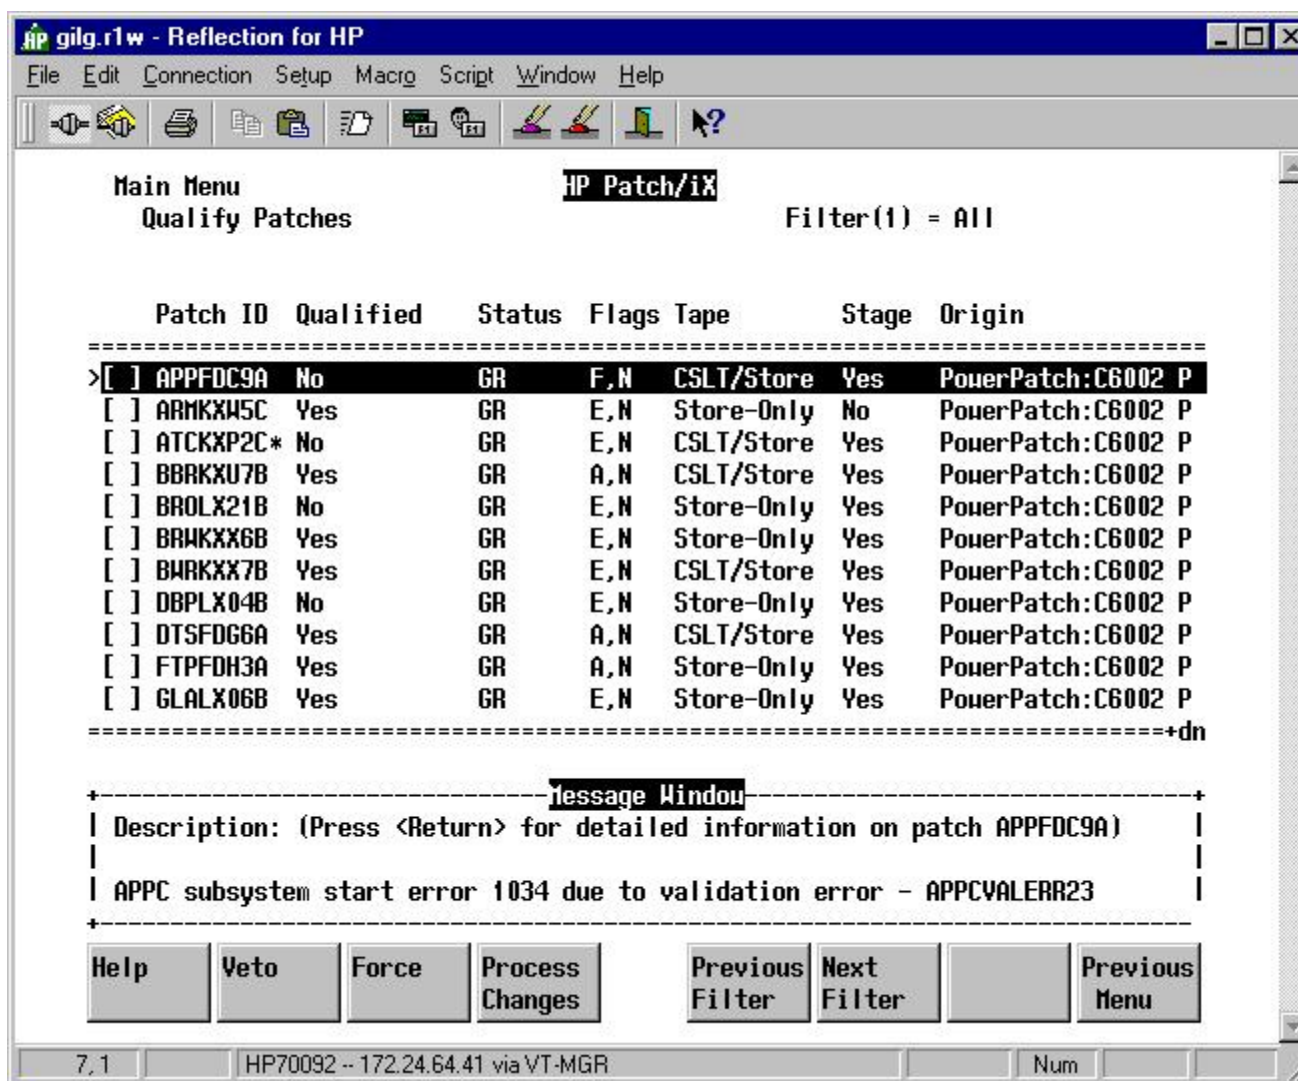 gilg.r1w - Reflection for HP
File Edit Connection Setup Macro Script Window Help
Main Menu HP Patch/iX
Qualify Patches Filter(1) = All
Patch ID Qualified Status Flags Tape Stage Origin
================================================================================
>[ ] APPFDC9A No GR F,N CSLT/Store Yes PowerPatch:C6002 P
[ ] ARMKXW5C Yes GR E,N Store-Only No PowerPatch:C6002 P
[ ] ATCKXP2C* No GR E,N CSLT/Store Yes PowerPatch:C6002 P
[ ] BBRKXU7B Yes GR A,N CSLT/Store Yes PowerPatch:C6002 P
[ ] BROLX21B No GR E,N Store-Only Yes PowerPatch:C6002 P
[ ] BRWKXX6B Yes GR E,N Store-Only Yes PowerPatch:C6002 P
[ ] BWRKXX7B Yes GR E,N CSLT/Store Yes PowerPatch:C6002 P
[ ] DBPLX04B No GR E,N Store-Only Yes PowerPatch:C6002 P
[ ] DTSFDG6A Yes GR A,N CSLT/Store Yes PowerPatch:C6002 P
[ ] FTPFDH3A Yes GR A,N Store-Only Yes PowerPatch:C6002 P
[ ] GLALX06B Yes GR E,N Store-Only Yes PowerPatch:C6002 P
=============================================================================+dn
Message Window
Description: (Press <Return> for detailed information on patch APPFDC9A)
APPC subsystem start error 1034 due to validation error - APPCVALERR23
Help Veto Force Process Previous Next Previous
Changes Filter Filter Menu
7, 1 HP70092 -- 172.24.64.41 via VT-MGR Num